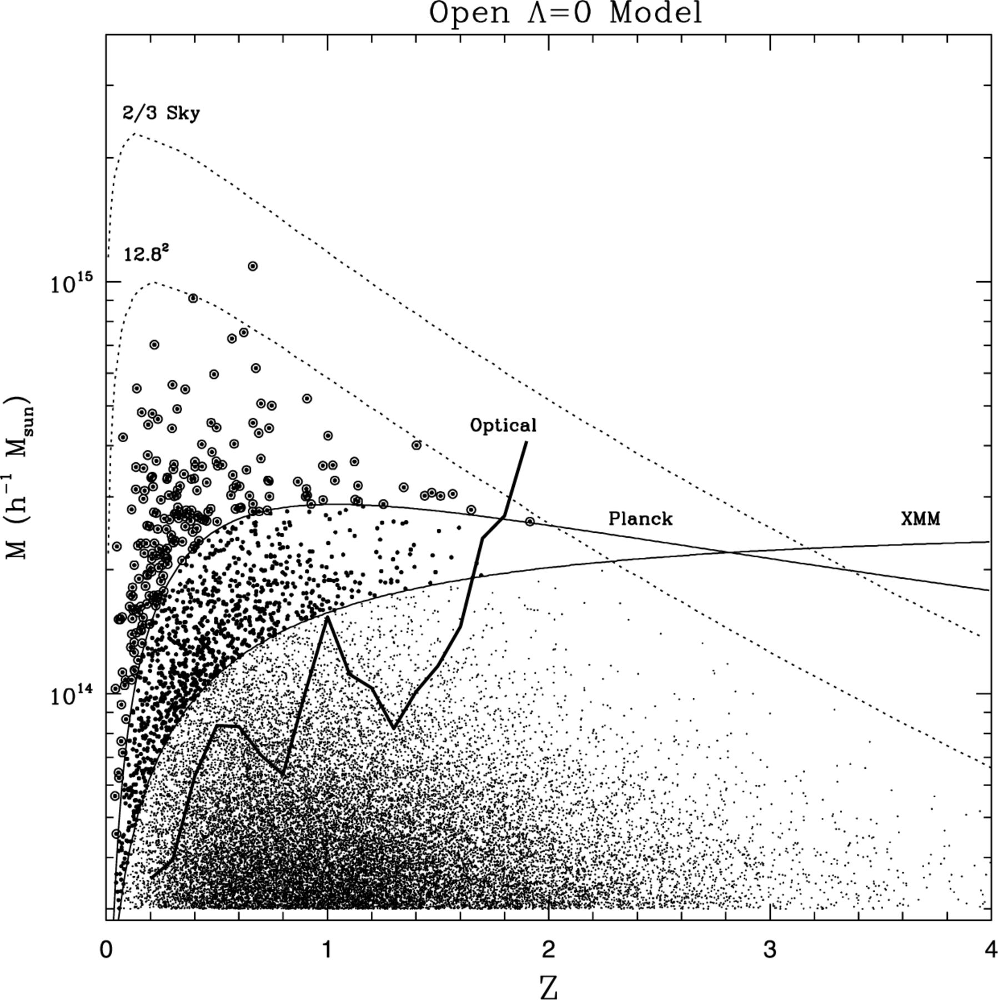 Open Λ=0 Model
2/3 Sky
12.8²
10¹⁵
Optical
Planck
XMM
M (h⁻¹ M_sun)
10¹⁴
0 1 2 3 4
Z